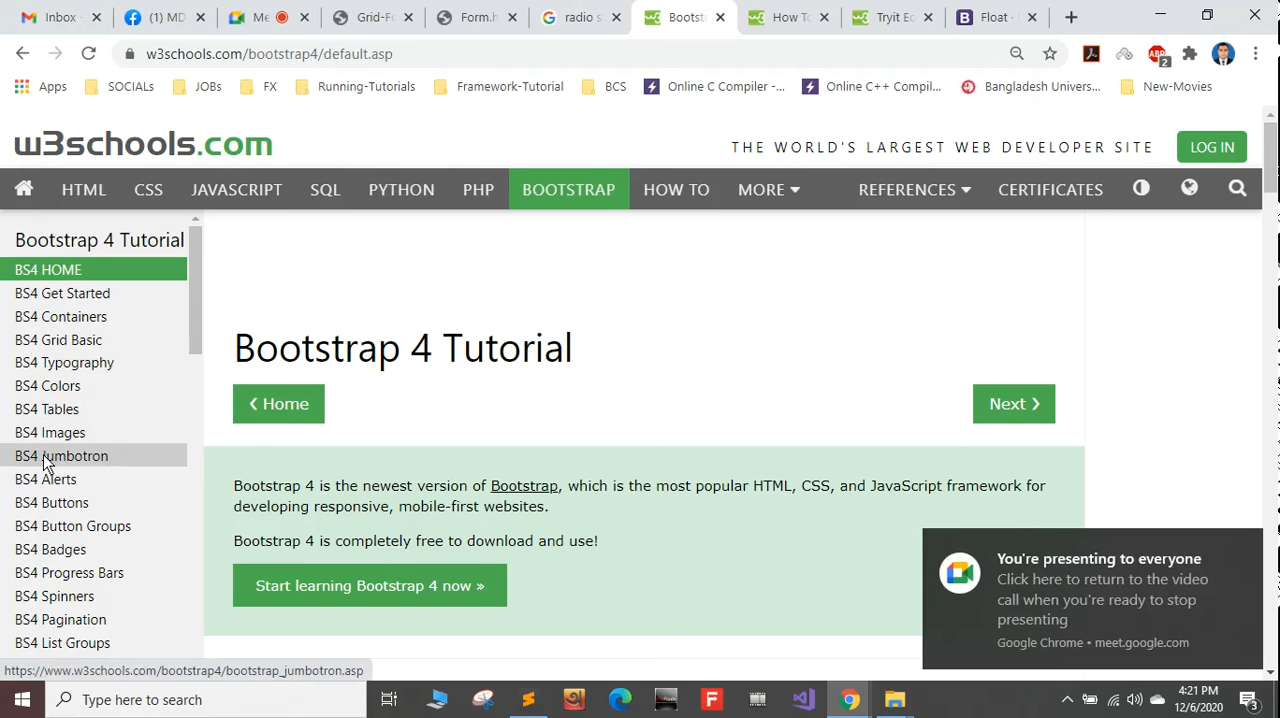 Inbox -
(1) MD
Me
Grid-Fo
Form.h
radio s
Bootst
How To
Tryit Ed
Float -
w3schools.com/bootstrap4/default.asp
2
Apps
SOCIALs
JOBs
FX
Running-Tutorials
Framework-Tutorial
BCS
Online C Compiler -...
Online C++ Compil...
Bangladesh Univers...
New-Movies
w3schools.com
THE WORLD'S LARGEST WEB DEVELOPER SITE
LOG IN
HTML
CSS
JAVASCRIPT
SQL
PYTHON
PHP
BOOTSTRAP
HOW TO
MORE
REFERENCES
CERTIFICATES
Bootstrap 4 Tutorial
BS4 HOME
BS4 Get Started
BS4 Containers
BS4 Grid Basic
BS4 Typography
BS4 Colors
BS4 Tables
BS4 Images
BS4 Jumbotron
BS4 Alerts
BS4 Buttons
BS4 Button Groups
BS4 Badges
BS4 Progress Bars
BS4 Spinners
BS4 Pagination
BS4 List Groups
Bootstrap 4 Tutorial
❮ Home
Next ❯
Bootstrap 4 is the newest version of Bootstrap, which is the most popular HTML, CSS, and JavaScript framework for
developing responsive, mobile-first websites.
Bootstrap 4 is completely free to download and use!
Start learning Bootstrap 4 now »
You're presenting to everyone
Click here to return to the video
call when you're ready to stop
presenting
Google Chrome • meet.google.com
https://www.w3schools.com/bootstrap4/bootstrap_jumbotron.asp
Type here to search
4:21 PM
12/6/2020
3